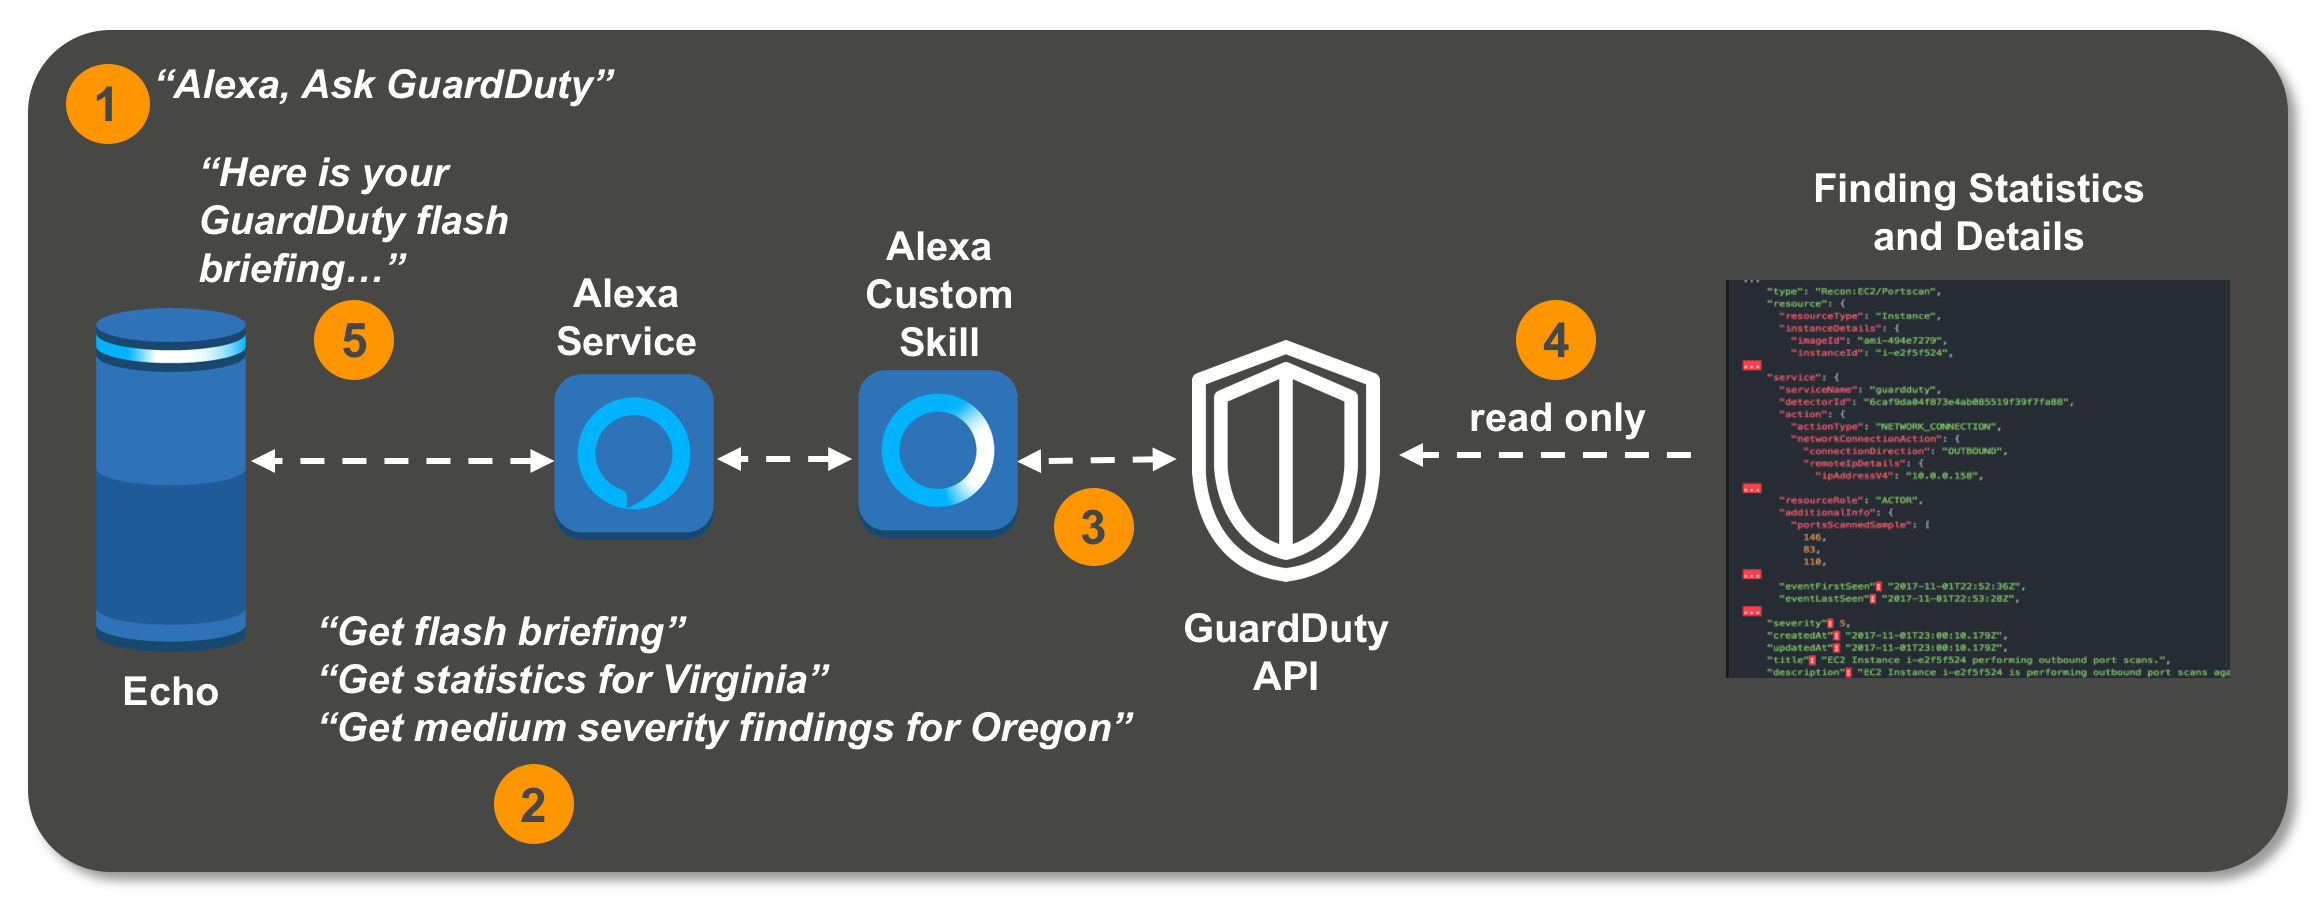 1
“Alexa, Ask GuardDuty”
“Here is your
GuardDuty flash
briefing…”
5
Echo
Alexa
Service
Alexa
Custom
Skill
3
“Get flash briefing”
“Get statistics for Virginia”
“Get medium severity findings for Oregon”
2
GuardDuty
API
4
read only
Finding Statistics
and Details
"type": "Recon:EC2/Portscan",
"resource": {
"resourceType": "Instance",
"instanceDetails": {
"imageId": "ami-494e7279",
"instanceId": "i-e2f5f524",
...
"service": {
"serviceName": "guardduty",
"detectorId": "6caf9da04f873e4ab085519f39f7fa88",
"action": {
"actionType": "NETWORK_CONNECTION",
"networkConnectionAction": {
"connectionDirection": "OUTBOUND",
"remoteIpDetails": {
"ipAddressV4": "10.0.0.158",
...
"resourceRole": "ACTOR",
"additionalInfo": {
"portsScannedSample": [
146,
83,
110,
...
"eventFirstSeen": "2017-11-01T22:52:36Z",
"eventLastSeen": "2017-11-01T22:53:28Z",
...
"severity": 5,
"createdAt": "2017-11-01T23:00:10.179Z",
"updatedAt": "2017-11-01T23:00:10.179Z",
"title": "EC2 Instance i-e2f5f524 performing outbound port scans.",
"description": "EC2 Instance i-e2f5f524 is performing outbound port scans aga